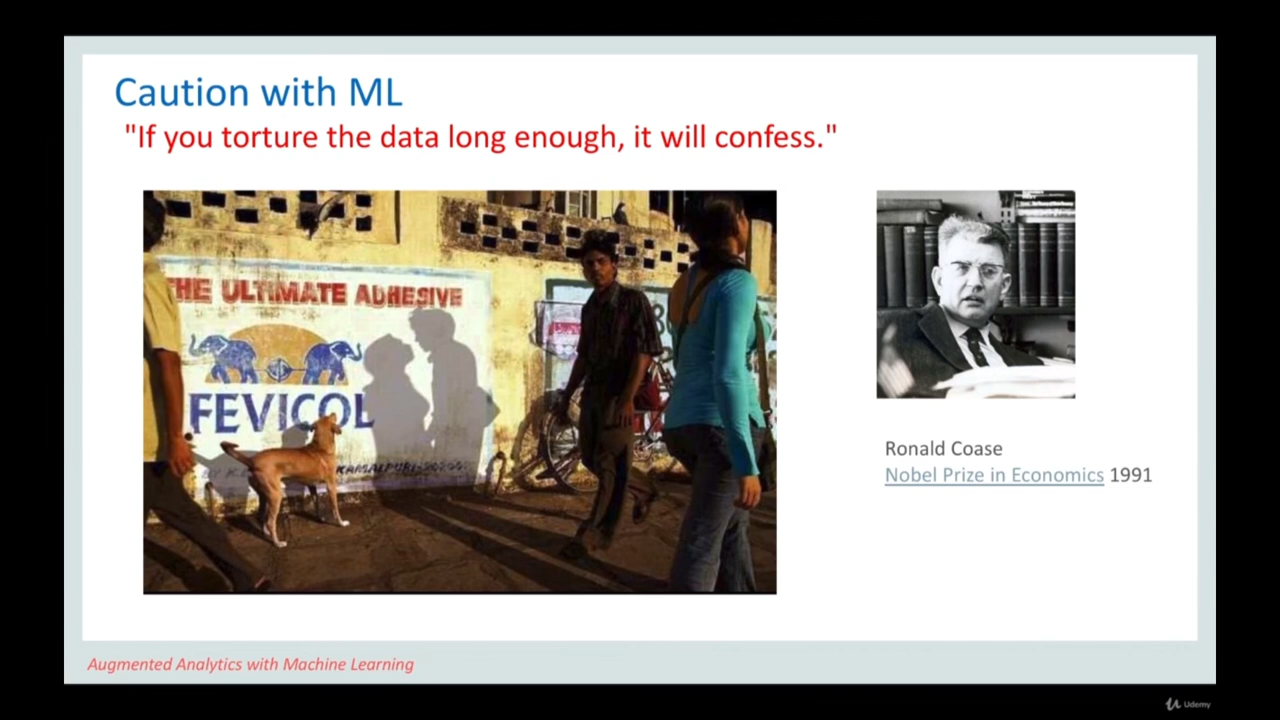 Caution with ML
"If you torture the data long enough, it will confess."
THE ULTIMATE ADHESIVE
FEVICOL
Ronald Coase
Nobel Prize in Economics 1991
Augmented Analytics with Machine Learning
Udemy